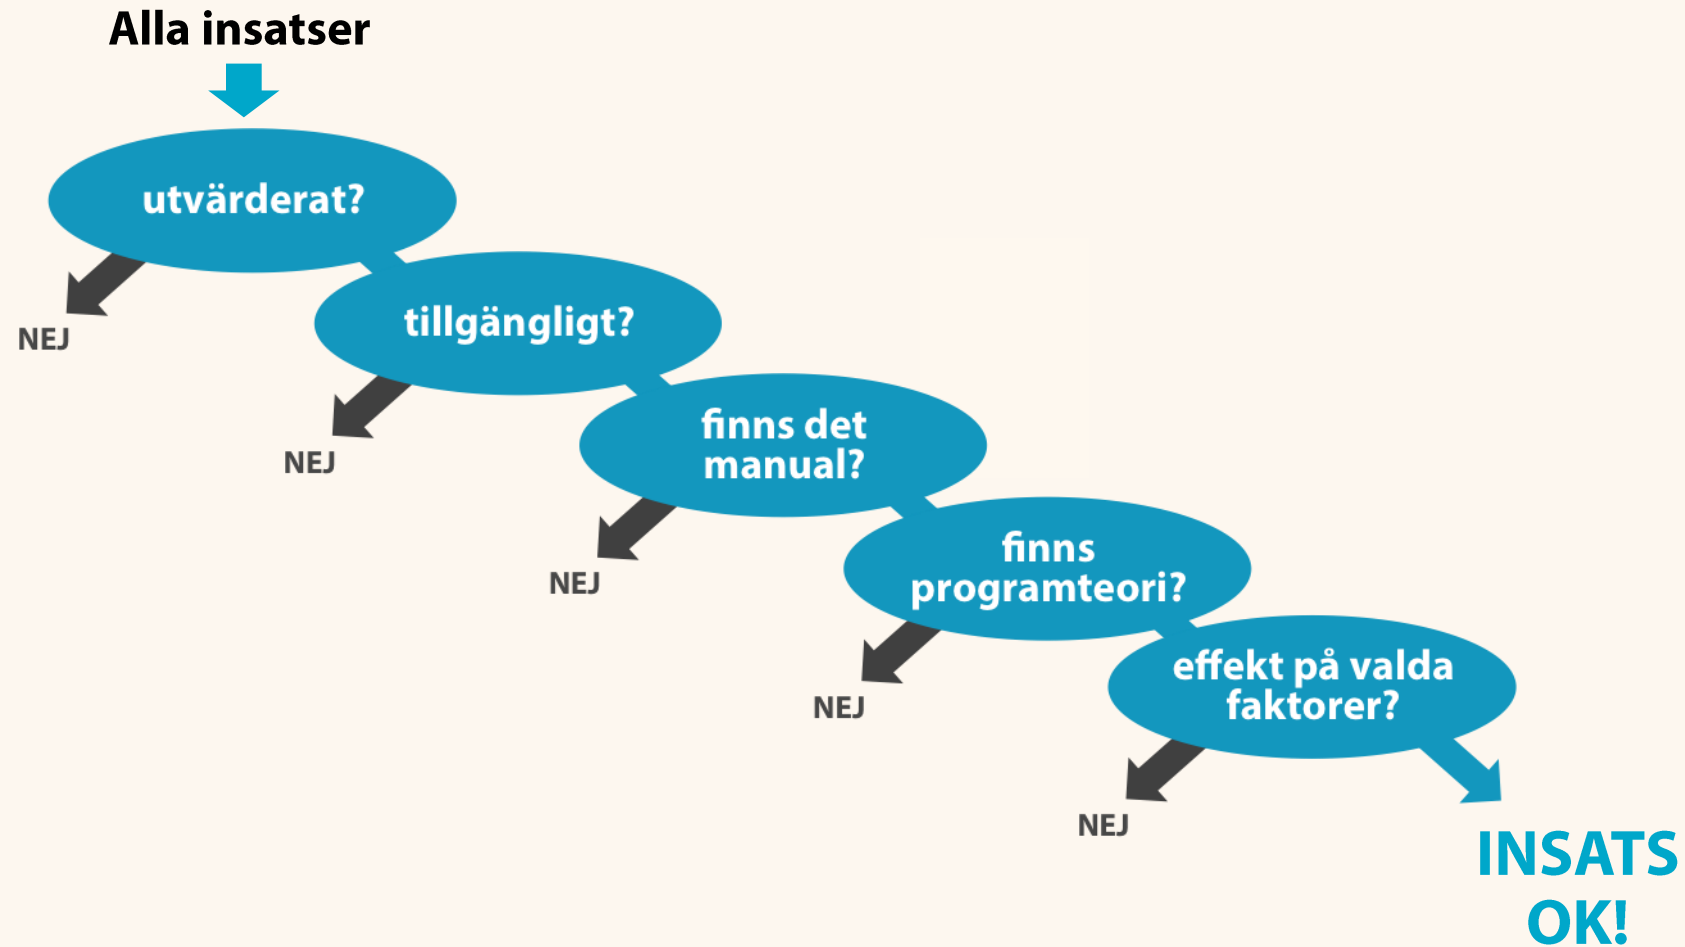 Alla insatser
utvärderat?
NEJ
tillgängligt?
NEJ
finns det
manual?
NEJ
finns
programteori?
NEJ
effekt på valda
faktorer?
NEJ
INSATS
OK!